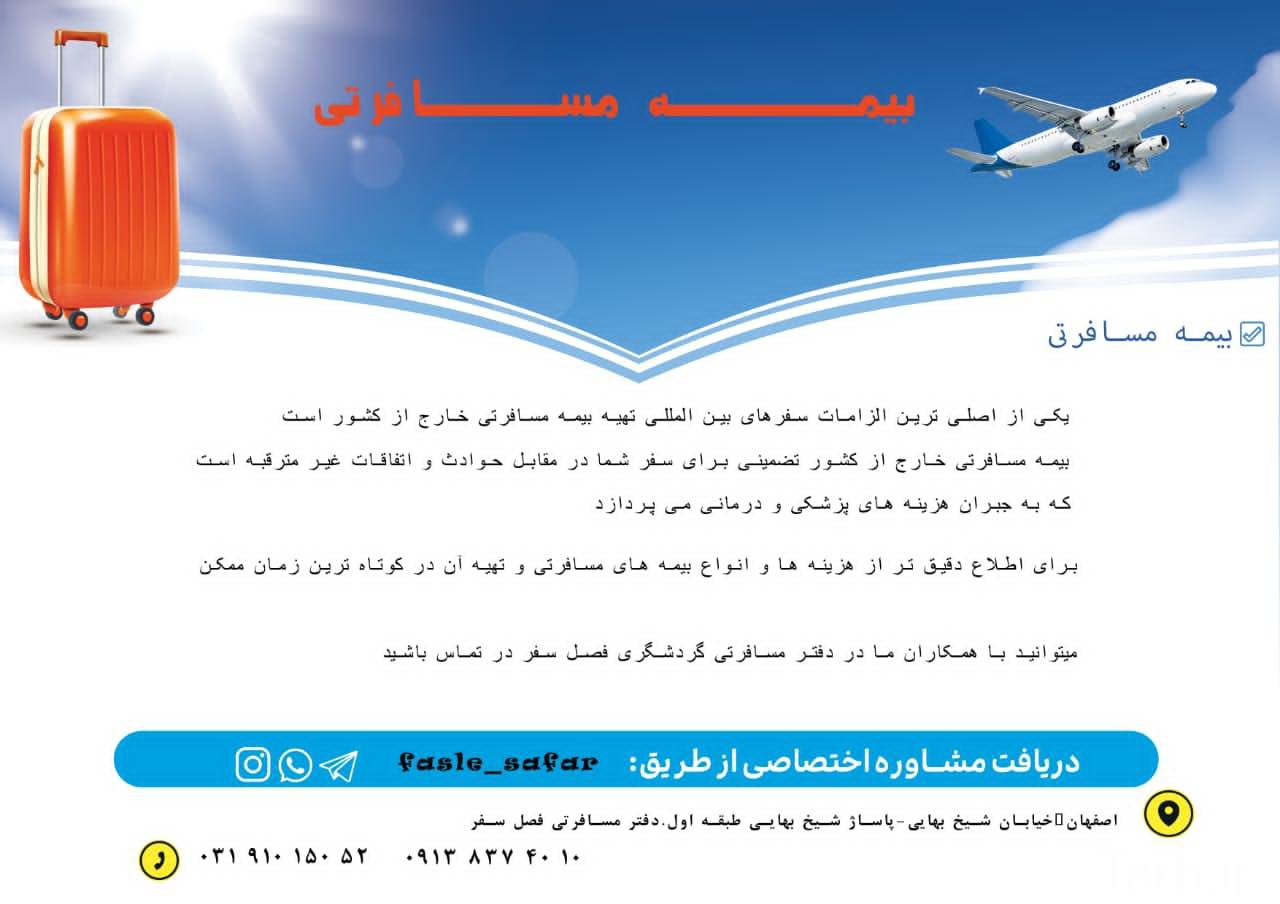 بیمه مسافرتی
بیمه مسافرتی
یکی از اصلی ترین الزامات سفرهای بین المللی تهیه بیمه مسافرتی خارج از کشور است
بیمه مسافرتی خارج از کشور تضمینی برای سفر شما در مقابل حوادث و اتفاقات غیر مترقبه است
که به جبران هزینه های پزشکی و درمانی می پردازد
برای اطلاع دقیق تر از هزینه ها و انواع بیمه های مسافرتی و تهیه آن در کوتاه ترین زمان ممکن
میتوانید با همکاران ما در دفتر مسافرتی گردشگری فصل سفر در تماس باشید
دریافت مشاوره اختصاصی از طریق: fasle_safar
اصفهان▯خیابان شیخ بهایی-پاساژ شیخ بهایی طبقه اول.دفتر مسافرتی فصل سفر
۰۳۱ ۹۱۰ ۱۵۰ ۵۲ ۰۹۱۳ ۸۳۷ ۴۰ ۱۰